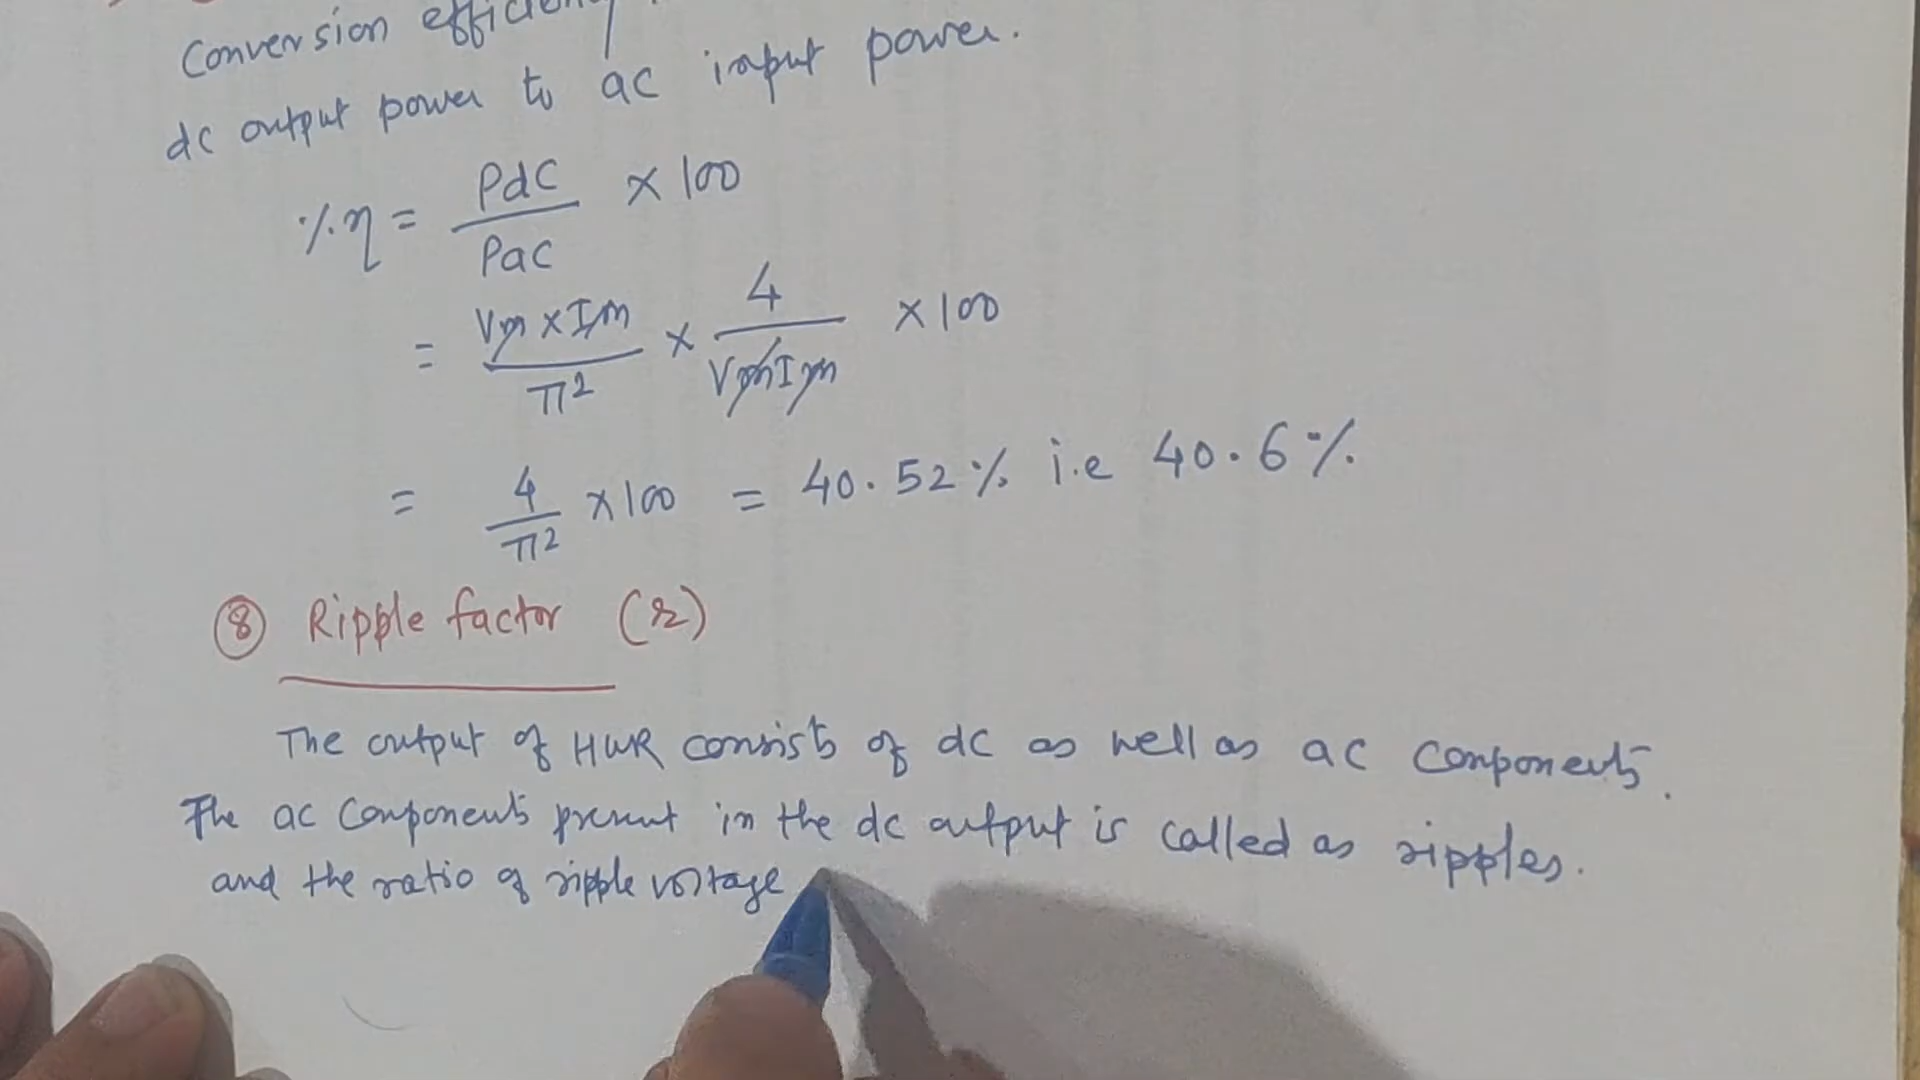 Conversion efficiency
dc output power to ac input power.
%η = Pdc / Pac × 100
= Vm × Im / π² × 4 / Vm Im × 100
= 4 / π² × 100 = 40.52% i.e 40.6%
⑧ Ripple factor (r)
The output of HWR consists of dc as well as ac components.
The ac components present in the dc output is called as ripples.
and the ratio of ripple voltage